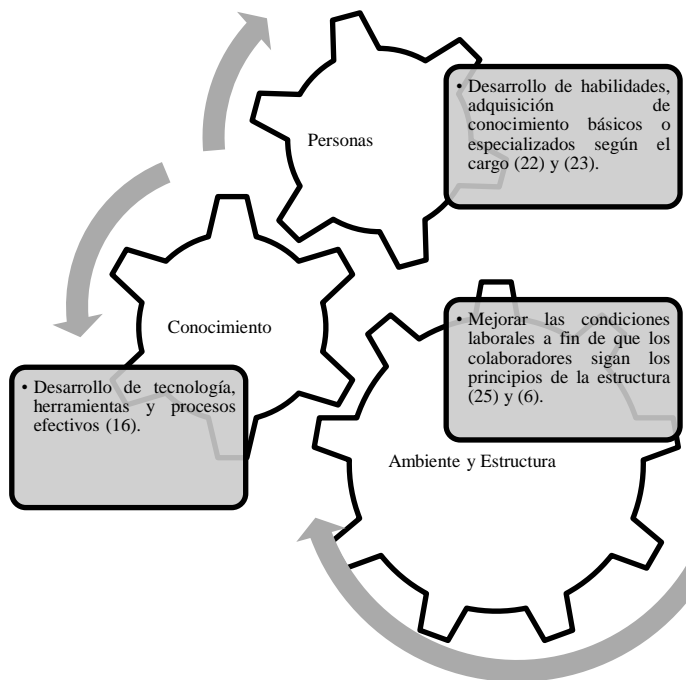 Personas
• Desarrollo de habilidades,
adquisición de
conocimiento básicos o
especializados según el
cargo (22) y (23).
Conocimiento
• Desarrollo de tecnología,
herramientas y procesos
efectivos (16).
• Mejorar las condiciones
laborales a fin de que los
colaboradores sigan los
principios de la estructura
(25) y (6).
Ambiente y Estructura